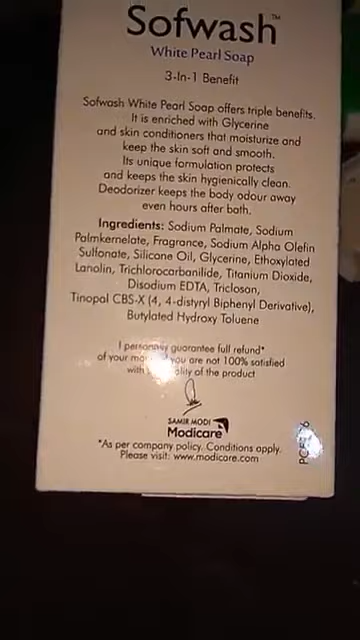 Sofwash™
White Pearl Soap
3-In-1 Benefit
Sofwash White Pearl Soap offers triple benefits.
It is enriched with Glycerine
and skin conditioners that moisturize and
keep the skin soft and smooth.
Its unique formulation protects
and keeps the skin hygienically clean.
Deodorizer keeps the body odour away
even hours after bath.
Ingredients: Sodium Palmate, Sodium
Palmkernelate, Fragrance, Sodium Alpha Olefin
Sulfonate, Silicone Oil, Glycerine, Ethoxylated
Lanolin, Trichlorocarbanilide, Titanium Dioxide,
Disodium EDTA, Triclosan,
Tinopal CBS-X (4, 4-distyryl Biphenyl Derivative),
Butylated Hydroxy Toluene
I personally guarantee full refund*
of your you are not 100% satisfied
with of the product
SAMIR MODI
Modicare
*As per company policy. Conditions apply.
Please visit: www.modicare.com